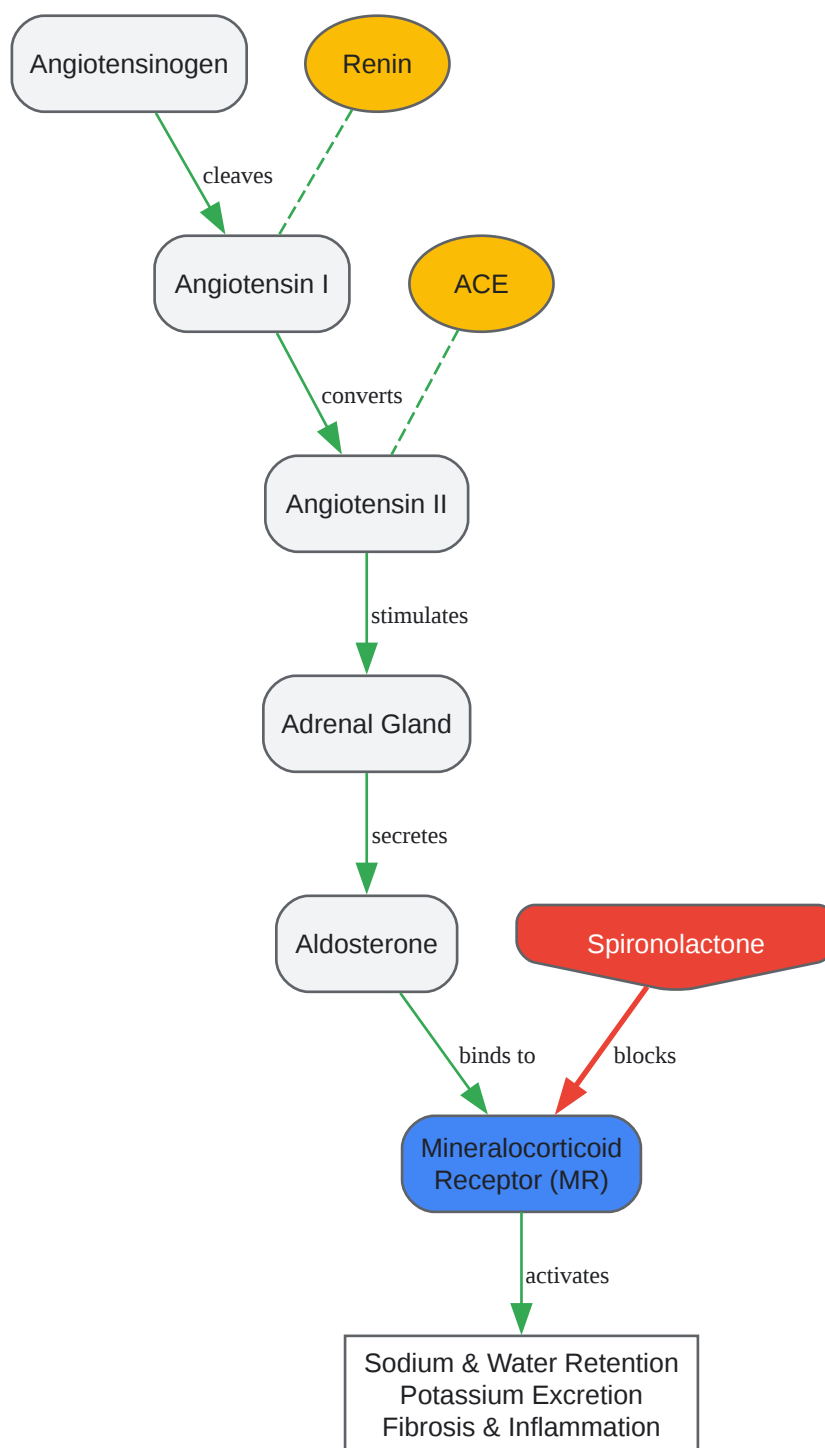 Angiotensinogen
Renin
cleaves
Angiotensin I
ACE
converts
Angiotensin II
stimulates
Adrenal Gland
secretes
Aldosterone
Spironolactone
binds to
blocks
Mineralocorticoid
Receptor (MR)
activates
Sodium & Water Retention
Potassium Excretion
Fibrosis & Inflammation